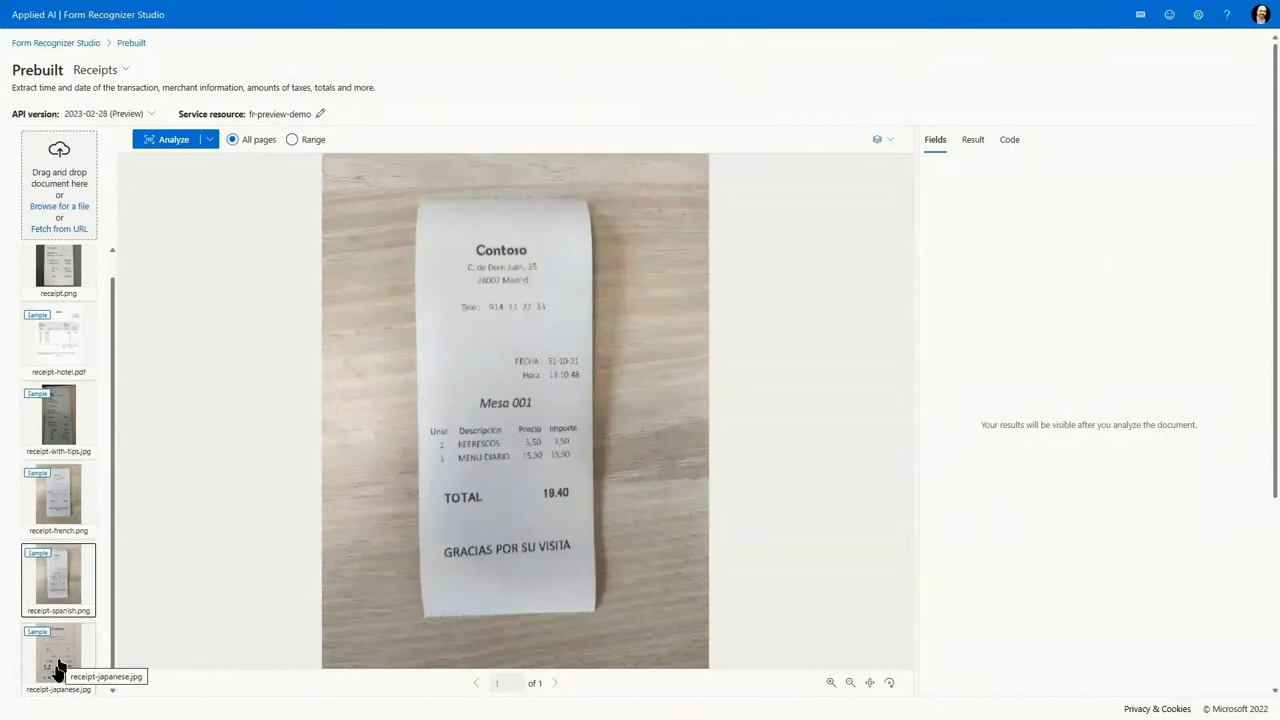 Applied AI | Form Recognizer Studio
Form Recognizer Studio > Prebuilt
Prebuilt Receipts
Extract time and date of the transaction, merchant information, amounts of taxes, totals and more.
API version: 2023-02-28 (Preview) Service resource: fr-preview-demo
Drag and drop
document here
or
Browse for a file
or
Fetch from URL
receipt.png
Sample
receipt-hotel.pdf
Sample
receipt-with-tips.jpg
Sample
receipt-french.png
Sample
receipt-spanish.png
Sample
receipt-japanese.jpg
receipt-japanese.jpg
Analyze All pages Range
Contoso
C. de Dom Juan, 35
28007 Madrid
Tele: 914 11 22 33
FECHA: 31-10-21
Hora: 13:10:48
Mesa 001
Unid Descripción Precio Importe
1 REFRESCOS 3,50 3,50
1 MENU DIARIO 15,90 15,90
TOTAL 19.40
GRACIAS POR SU VISITA
1 of 1
Fields Result Code
Your results will be visible after you analyze the document.
Privacy & Cookies © Microsoft 2022